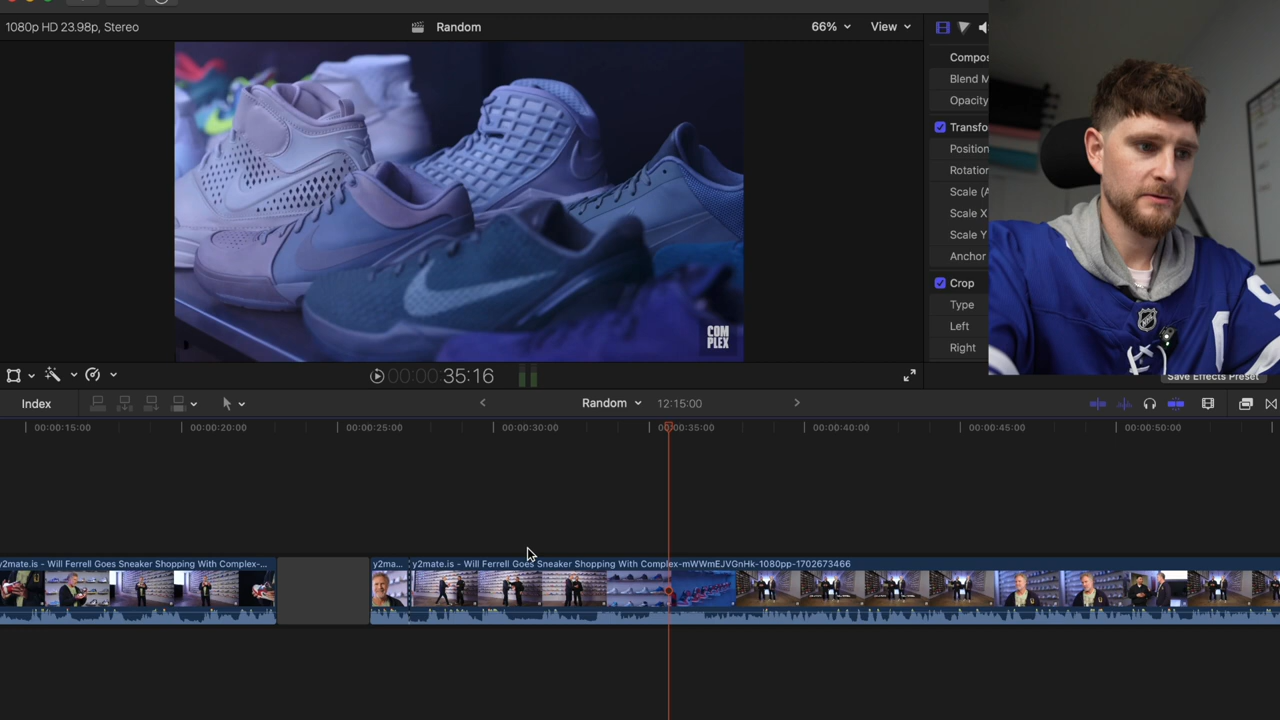 1080p HD 23.98p, Stereo
Random
66%
View
Compos
Blend M
Opacity
Transfo
Position
Rotation
Scale (A
Scale X
Scale Y
Anchor
Crop
Type
Left
Right
COM
PLEX
NHL
00:00:35:16
Save Effects Preset
Index
Random
12:15:00
00:00:15:00
00:00:20:00
00:00:25:00
00:00:30:00
00:00:35:00
00:00:40:00
00:00:45:00
00:00:50:00
y2mate.is - Will Ferrell Goes Sneaker Shopping With Complex-...
y2ma...
y2mate.is - Will Ferrell Goes Sneaker Shopping With Complex-mWWmEJVGnHk-1080pp-1702673466